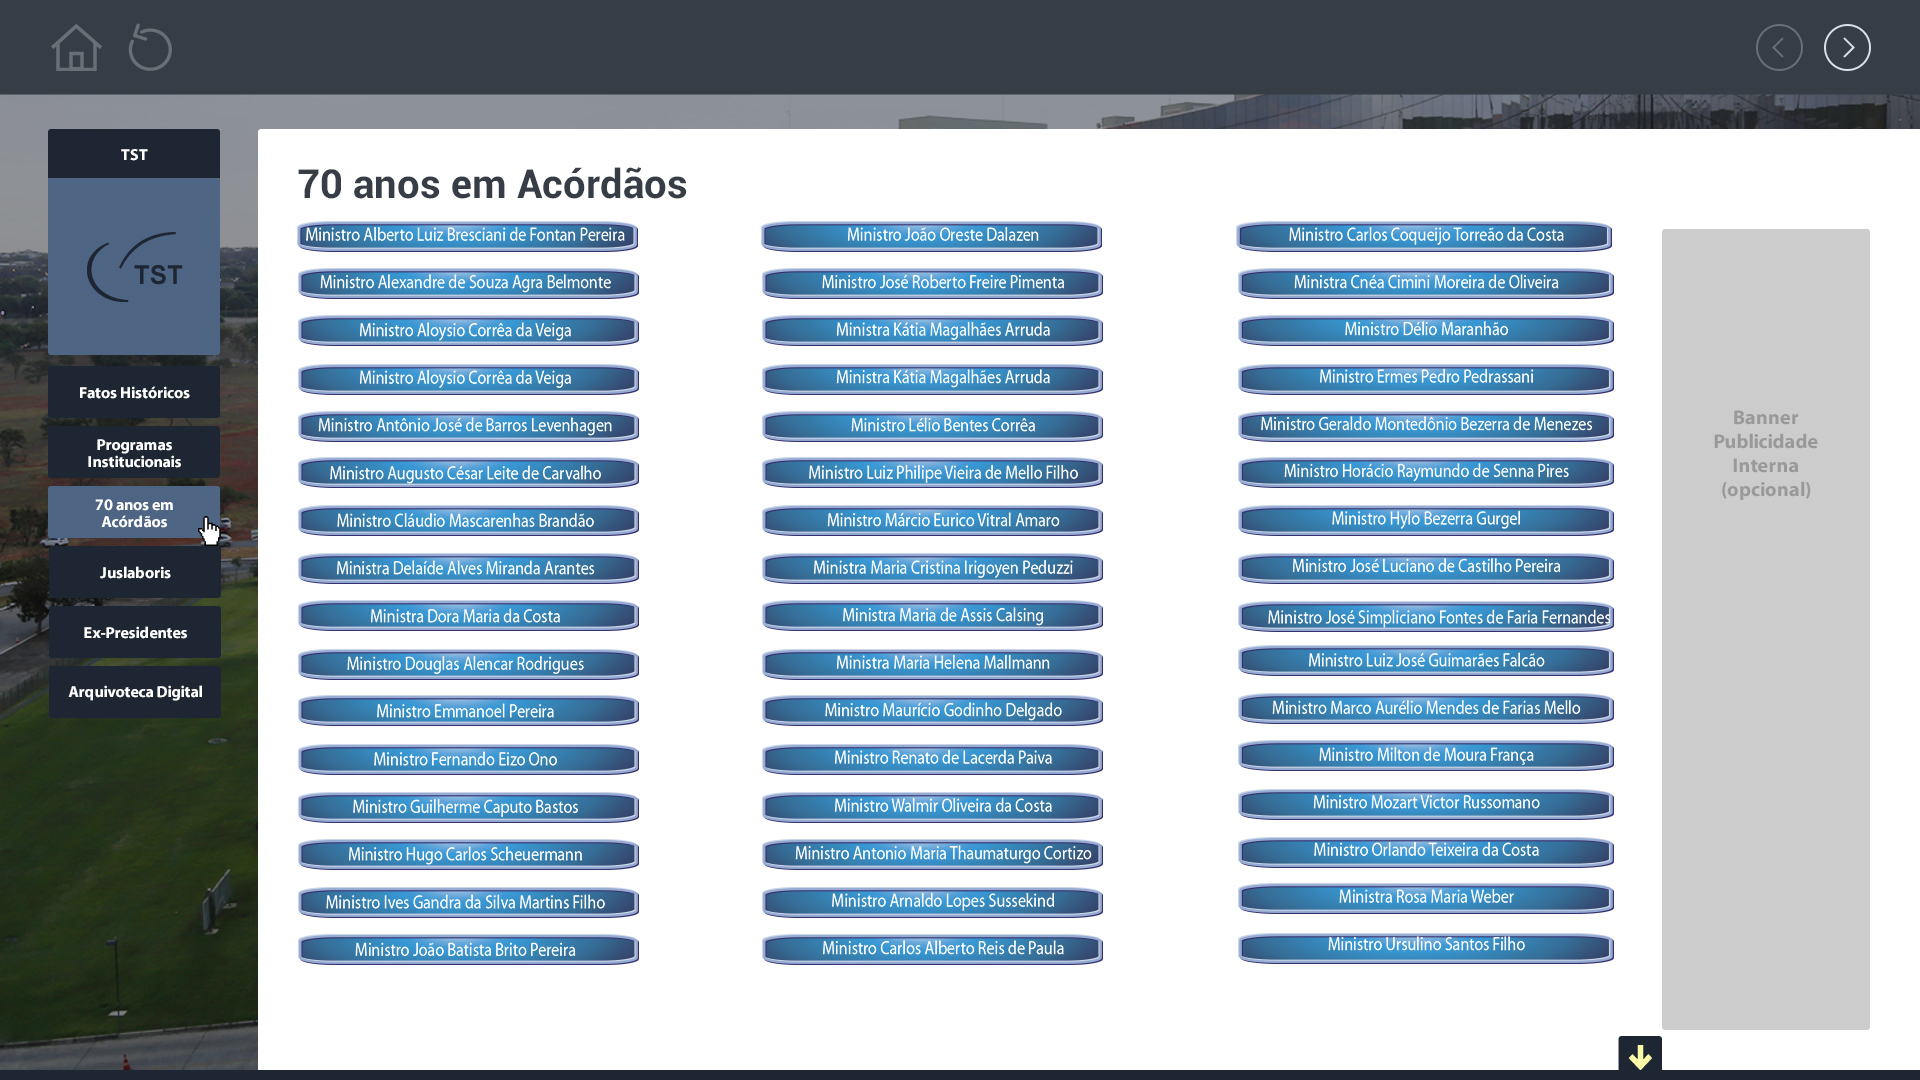 TST
TST
Fatos Históricos
Programas
Institucionais
70 anos em
Acórdãos
Juslaboris
Ex-Presidentes
Arquivoteca Digital
70 anos em Acórdãos
Ministro Alberto Luiz Bresciani de Fontan Pereira
Ministro Alexandre de Souza Agra Belmonte
Ministro Aloysio Corrêa da Veiga
Ministro Aloysio Corrêa da Veiga
Ministro Antônio José de Barros Levenhagen
Ministro Augusto César Leite de Carvalho
Ministro Cláudio Mascarenhas Brandão
Ministra Delaíde Alves Miranda Arantes
Ministra Dora Maria da Costa
Ministro Douglas Alencar Rodrigues
Ministro Emmanoel Pereira
Ministro Fernando Eizo Ono
Ministro Guilherme Caputo Bastos
Ministro Hugo Carlos Scheuermann
Ministro Ives Gandra da Silva Martins Filho
Ministro João Batista Brito Pereira
Ministro João Oreste Dalazen
Ministro José Roberto Freire Pimenta
Ministra Kátia Magalhães Arruda
Ministra Kátia Magalhães Arruda
Ministro Lélio Bentes Corrêa
Ministro Luiz Philipe Vieira de Mello Filho
Ministro Márcio Eurico Vitral Amaro
Ministra Maria Cristina Irigoyen Peduzzi
Ministra Maria de Assis Calsing
Ministra Maria Helena Mallmann
Ministro Maurício Godinho Delgado
Ministro Renato de Lacerda Paiva
Ministro Walmir Oliveira da Costa
Ministro Antonio Maria Thaumaturgo Cortizo
Ministro Arnaldo Lopes Sussekind
Ministro Carlos Alberto Reis de Paula
Ministro Carlos Coqueijo Torreão da Costa
Ministra Cnéa Cimini Moreira de Oliveira
Ministro Délio Maranhão
Ministro Ermes Pedro Pedrassani
Ministro Geraldo Montedônio Bezerra de Menezes
Ministro Horácio Raymundo de Senna Pires
Ministro Hylo Bezerra Gurgel
Ministro José Luciano de Castilho Pereira
Ministro José Simpliciano Fontes de Faria Fernandes
Ministro Luiz José Guimarães Falcão
Ministro Marco Aurélio Mendes de Farias Mello
Ministro Milton de Moura França
Ministro Mozart Victor Russomano
Ministro Orlando Teixeira da Costa
Ministra Rosa Maria Weber
Ministro Ursulino Santos Filho
Banner
Publicidade
Interna
(opcional)